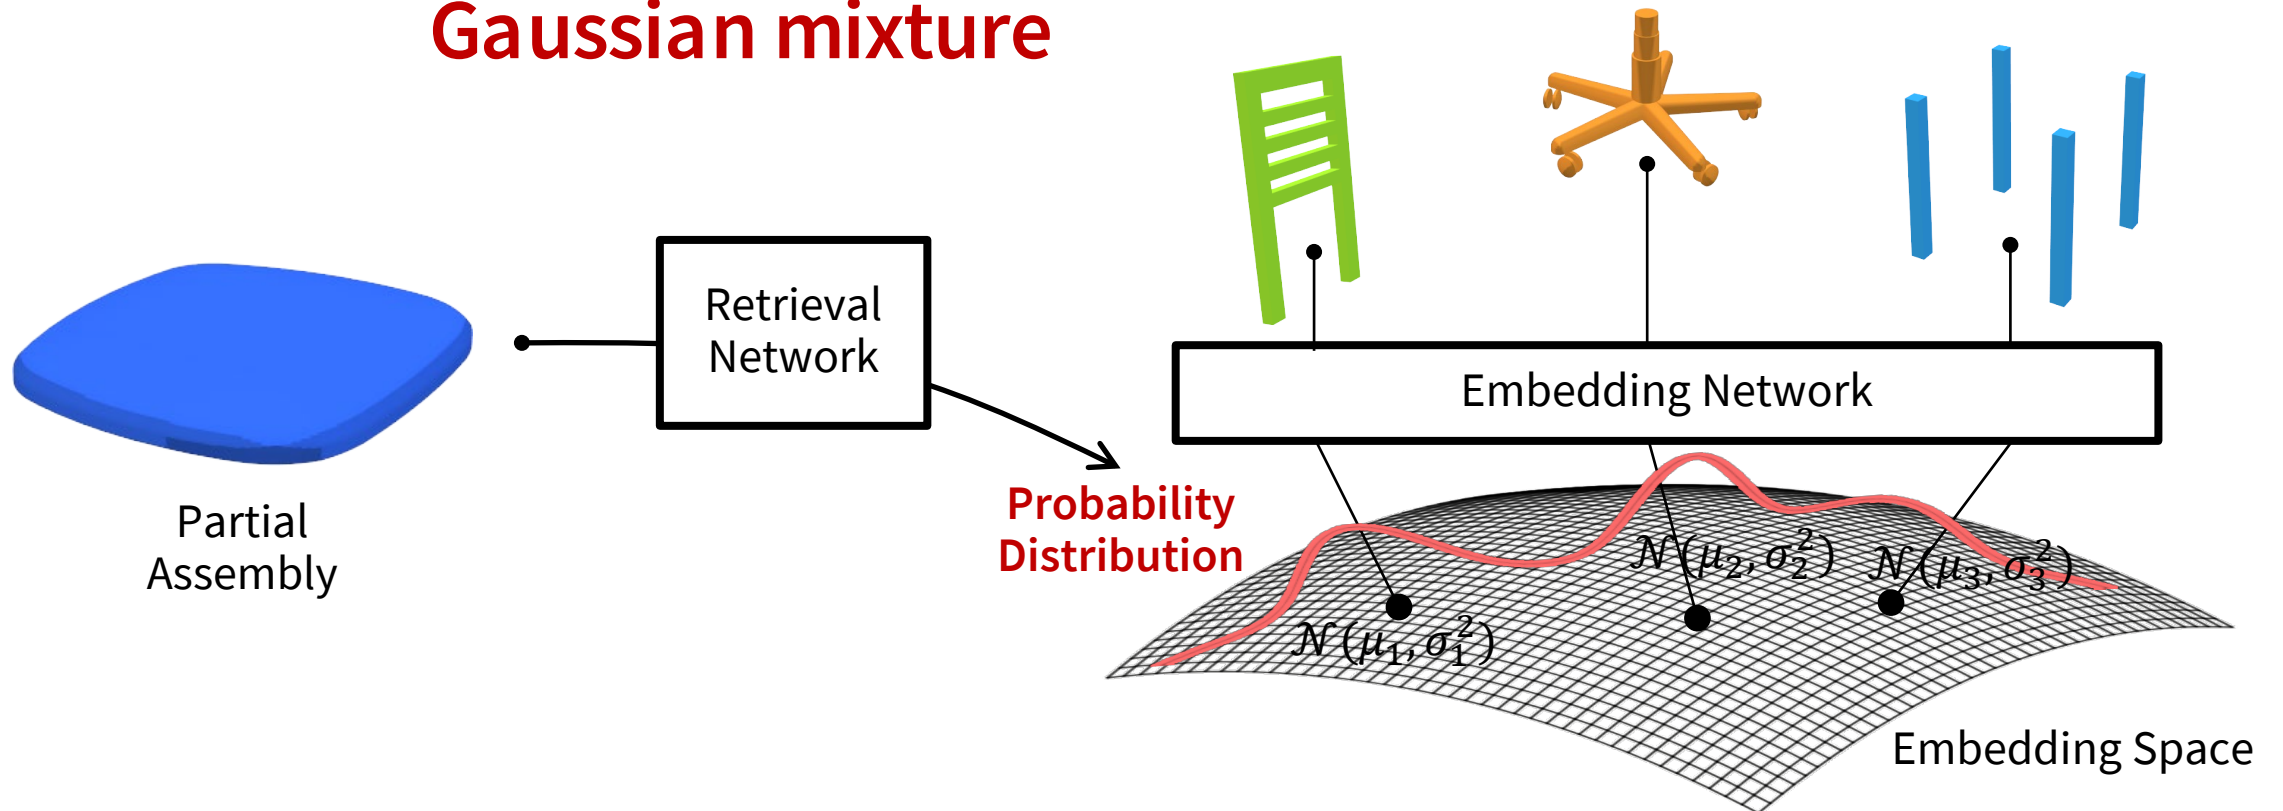 Gaussian mixture
Retrieval
Network
Embedding Network
Partial
Assembly
Probability
Distribution
𝒩(μ₁, σ₁²)
𝒩(μ₂, σ₂²)
𝒩(μ₃, σ₃²)
Embedding Space